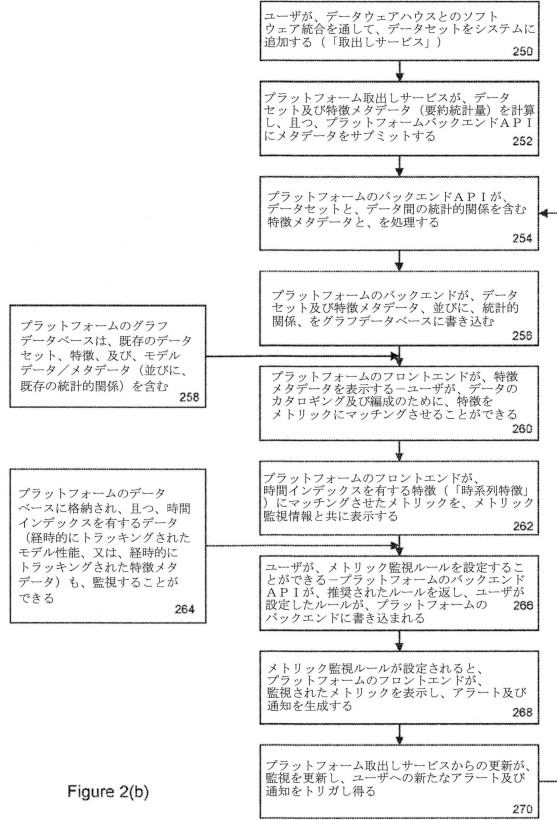 ユーザが、データウェアハウスとのソフト
ウェア統合を通して、データセットをシステムに
追加する（「取出しサービス」）
250
プラットフォーム取出しサービスが、データ
セット及び特徴メタデータ（要約統計量）を計算
し、且つ、プラットフォームバックエンドＡＰＩ
にメタデータをサブミットする
252
プラットフォームのバックエンドＡＰＩが、
データセットと、データ間の統計的関係を含む
特徴メタデータと、を処理する
254
プラットフォームのバックエンドが、データ
セット及び特徴メタデータ、並びに、統計的
関係、をグラフデータベースに書き込む
256
プラットフォームのグラフ
データベースは、既存のデータ
セット、特徴、及び、モデル
データ／メタデータ（並びに、
既存の統計的関係）を含む
258
プラットフォームのフロントエンドが、特徴
メタデータを表示する－ユーザが、データの
カタロギング及び編成のために、特徴を
メトリックにマッチングさせることができる
260
プラットフォームのフロントエンドが、
時間インデックスを有する特徴（「時系列特徴」）
にマッチングさせたメトリックを、メトリック
監視情報と共に表示する
262
プラットフォームのデータ
ベースに格納され、且つ、時間
インデックスを有するデータ
（経時的にトラッキングされた
モデル性能、又は、経時的に
トラッキングされた特徴メタ
データ）も、監視することが
できる
264
ユーザが、メトリック監視ルールを設定するこ
とができる－プラットフォームのバックエンド
ＡＰＩが、推奨されたルールを返し、ユーザが
設定したルールが、プラットフォームの
バックエンドに書き込まれる
266
メトリック監視ルールが設定されると、
プラットフォームのフロントエンドが、
監視されたメトリックを表示し、アラート及び
通知を生成する
268
プラットフォーム取出しサービスからの更新が、
監視を更新し、ユーザへの新たなアラート及び
通知をトリガし得る
270
Figure 2(b)